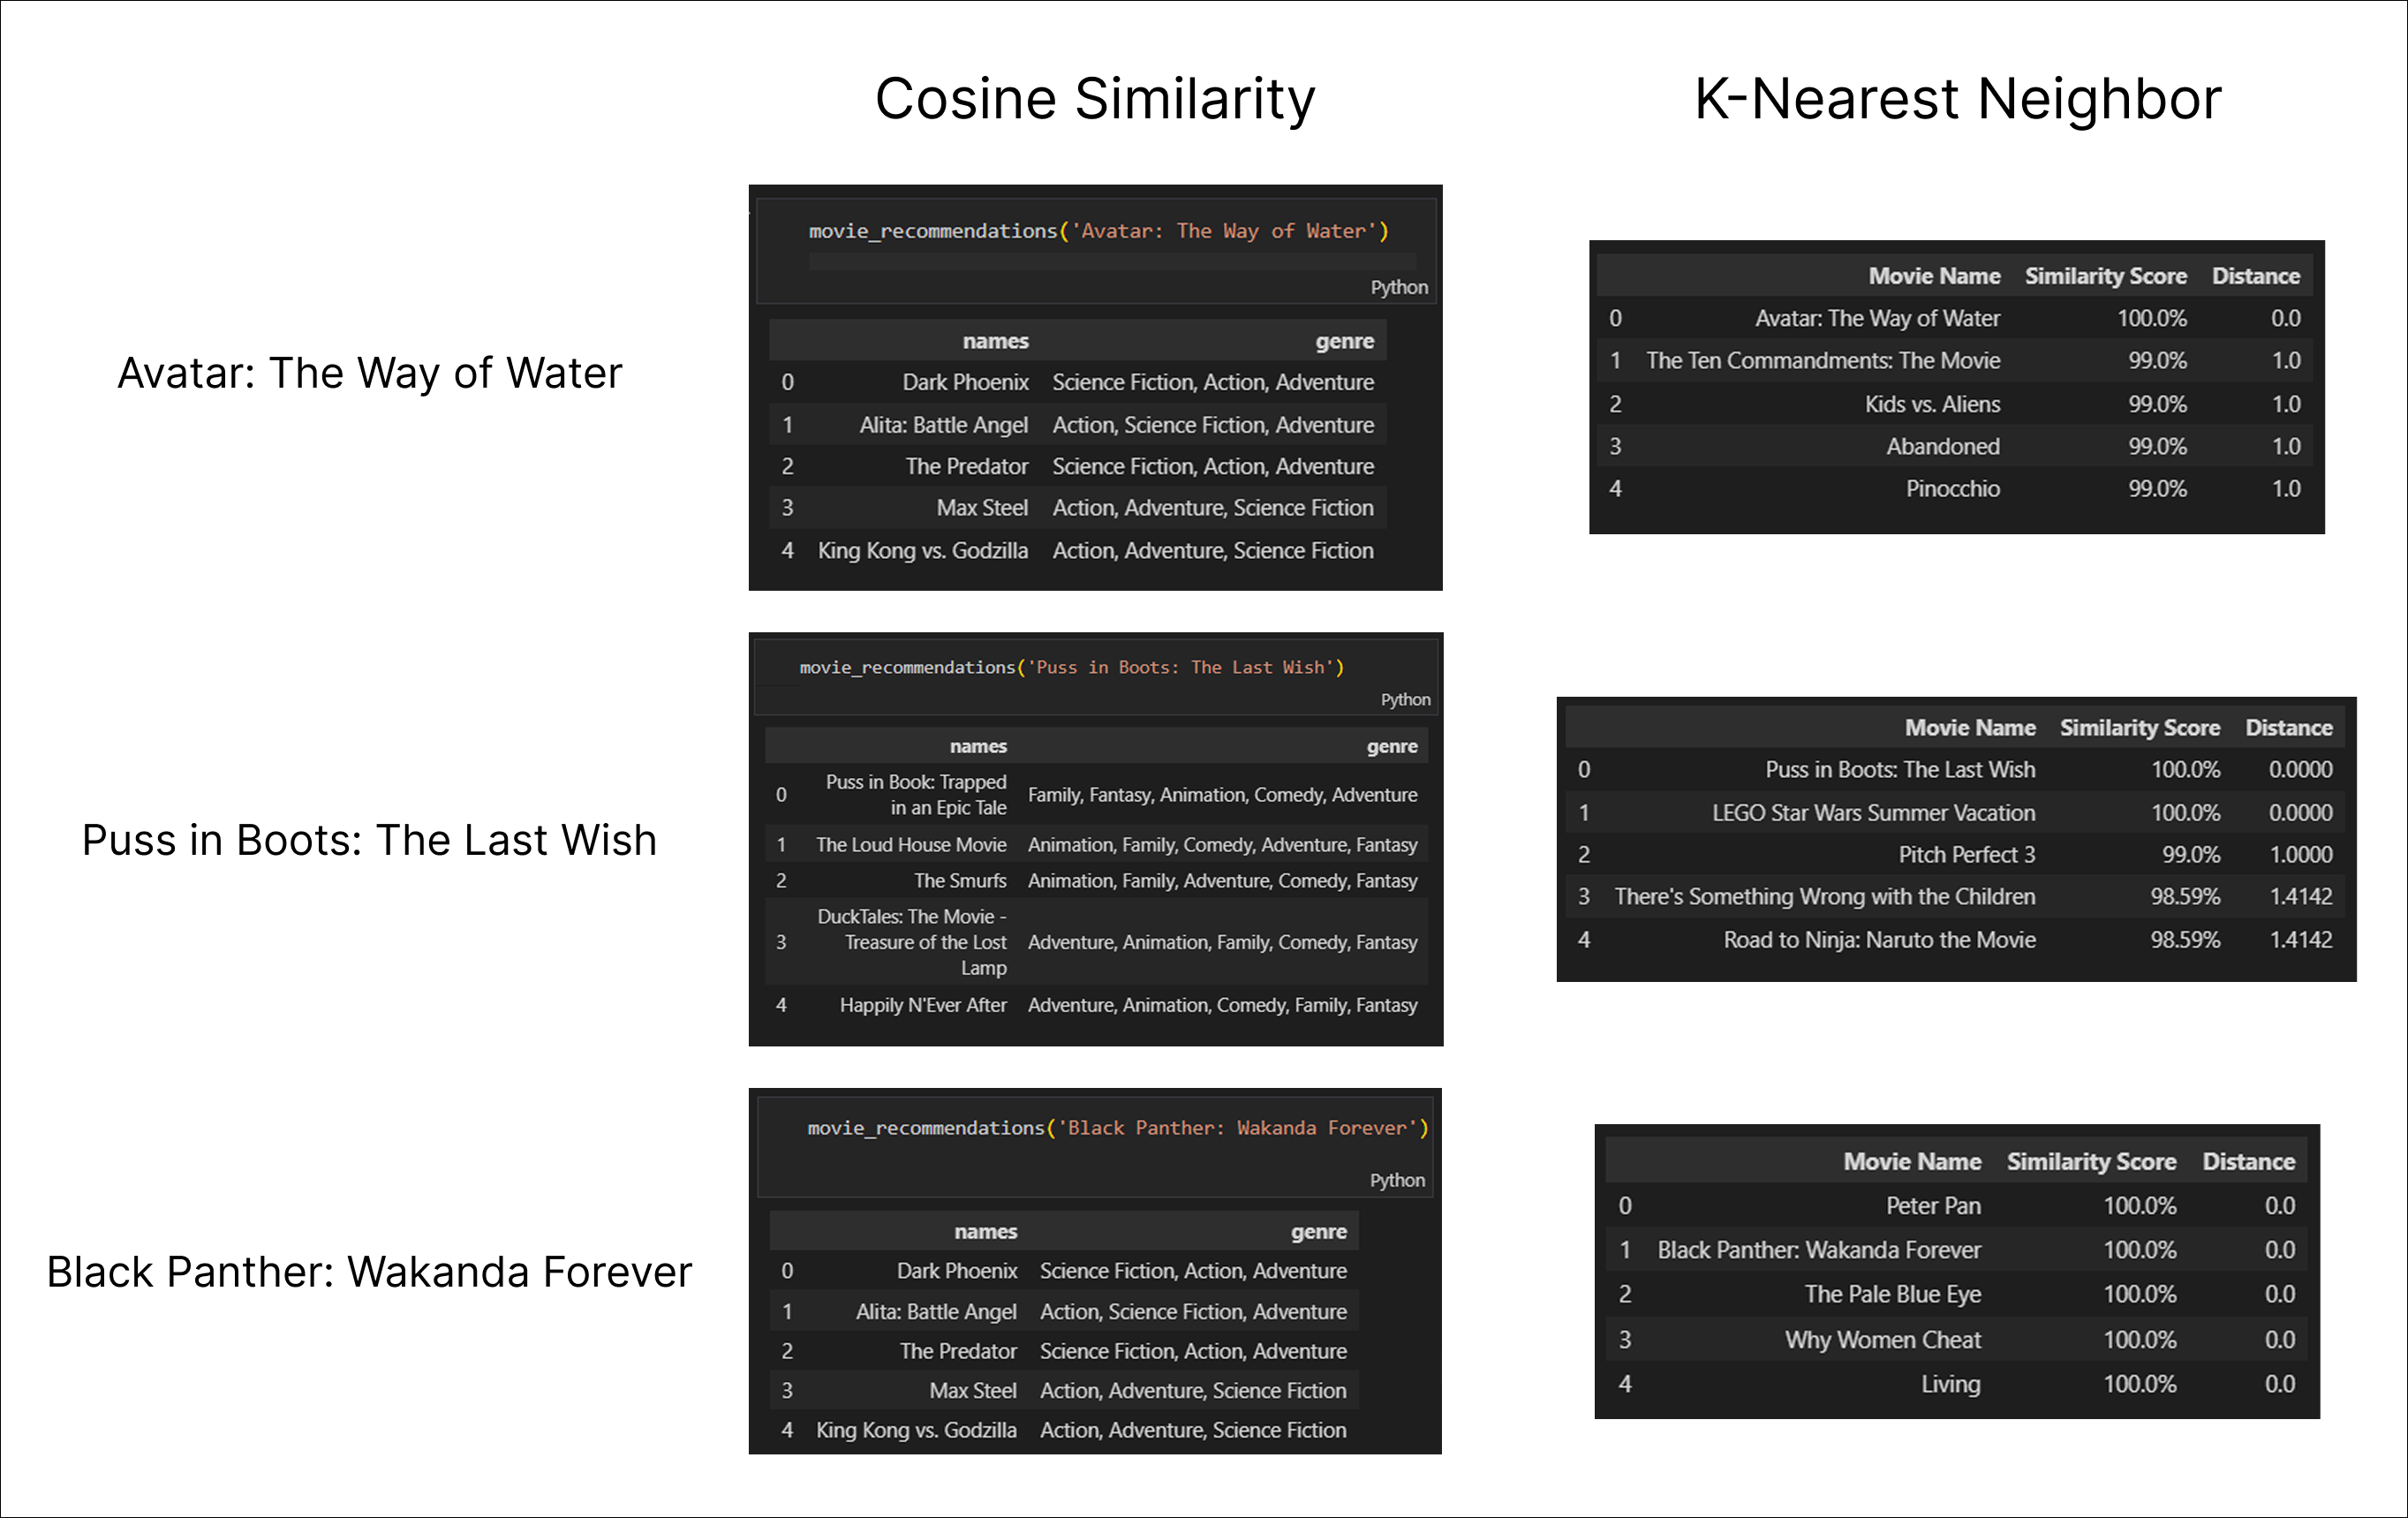 Cosine Similarity
K-Nearest Neighbor
Avatar: The Way of Water
movie_recommendations('Avatar: The Way of Water')
Python
names genre
0 Dark Phoenix Science Fiction, Action, Adventure
1 Alita: Battle Angel Action, Science Fiction, Adventure
2 The Predator Science Fiction, Action, Adventure
3 Max Steel Action, Adventure, Science Fiction
4 King Kong vs. Godzilla Action, Adventure, Science Fiction
Movie Name Similarity Score Distance
0 Avatar: The Way of Water 100.0% 0.0
1 The Ten Commandments: The Movie 99.0% 1.0
2 Kids vs. Aliens 99.0% 1.0
3 Abandoned 99.0% 1.0
4 Pinocchio 99.0% 1.0
Puss in Boots: The Last Wish
movie_recommendations('Puss in Boots: The Last Wish')
Python
names genre
Puss in Book: Trapped
0 in an Epic Tale Family, Fantasy, Animation, Comedy, Adventure
1 The Loud House Movie Animation, Family, Comedy, Adventure, Fantasy
2 The Smurfs Animation, Family, Adventure, Comedy, Fantasy
DuckTales: The Movie -
3 Treasure of the Lost Adventure, Animation, Family, Comedy, Fantasy
Lamp
4 Happily N'Ever After Adventure, Animation, Comedy, Family, Fantasy
Movie Name Similarity Score Distance
0 Puss in Boots: The Last Wish 100.0% 0.0000
1 LEGO Star Wars Summer Vacation 100.0% 0.0000
2 Pitch Perfect 3 99.0% 1.0000
3 There's Something Wrong with the Children 98.59% 1.4142
4 Road to Ninja: Naruto the Movie 98.59% 1.4142
Black Panther: Wakanda Forever
movie_recommendations('Black Panther: Wakanda Forever')
Python
names genre
0 Dark Phoenix Science Fiction, Action, Adventure
1 Alita: Battle Angel Action, Science Fiction, Adventure
2 The Predator Science Fiction, Action, Adventure
3 Max Steel Action, Adventure, Science Fiction
4 King Kong vs. Godzilla Action, Adventure, Science Fiction
Movie Name Similarity Score Distance
0 Peter Pan 100.0% 0.0
1 Black Panther: Wakanda Forever 100.0% 0.0
2 The Pale Blue Eye 100.0% 0.0
3 Why Women Cheat 100.0% 0.0
4 Living 100.0% 0.0